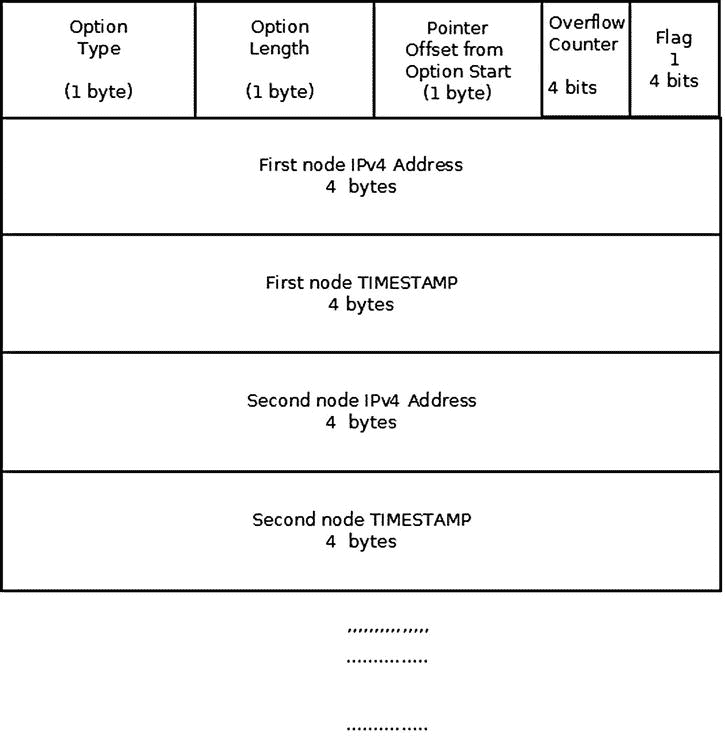 Option
Type
(1 byte)
Option
Length
(1 byte)
Pointer
Offset from
Option Start
(1 byte)
Overflow
Counter
4 bits
Flag
1
4 bits
First node IPv4 Address
4 bytes
First node TIMESTAMP
4 bytes
Second node IPv4 Address
4 bytes
Second node TIMESTAMP
4 bytes
,,,,,,,,,,,,,,,
...............
...............